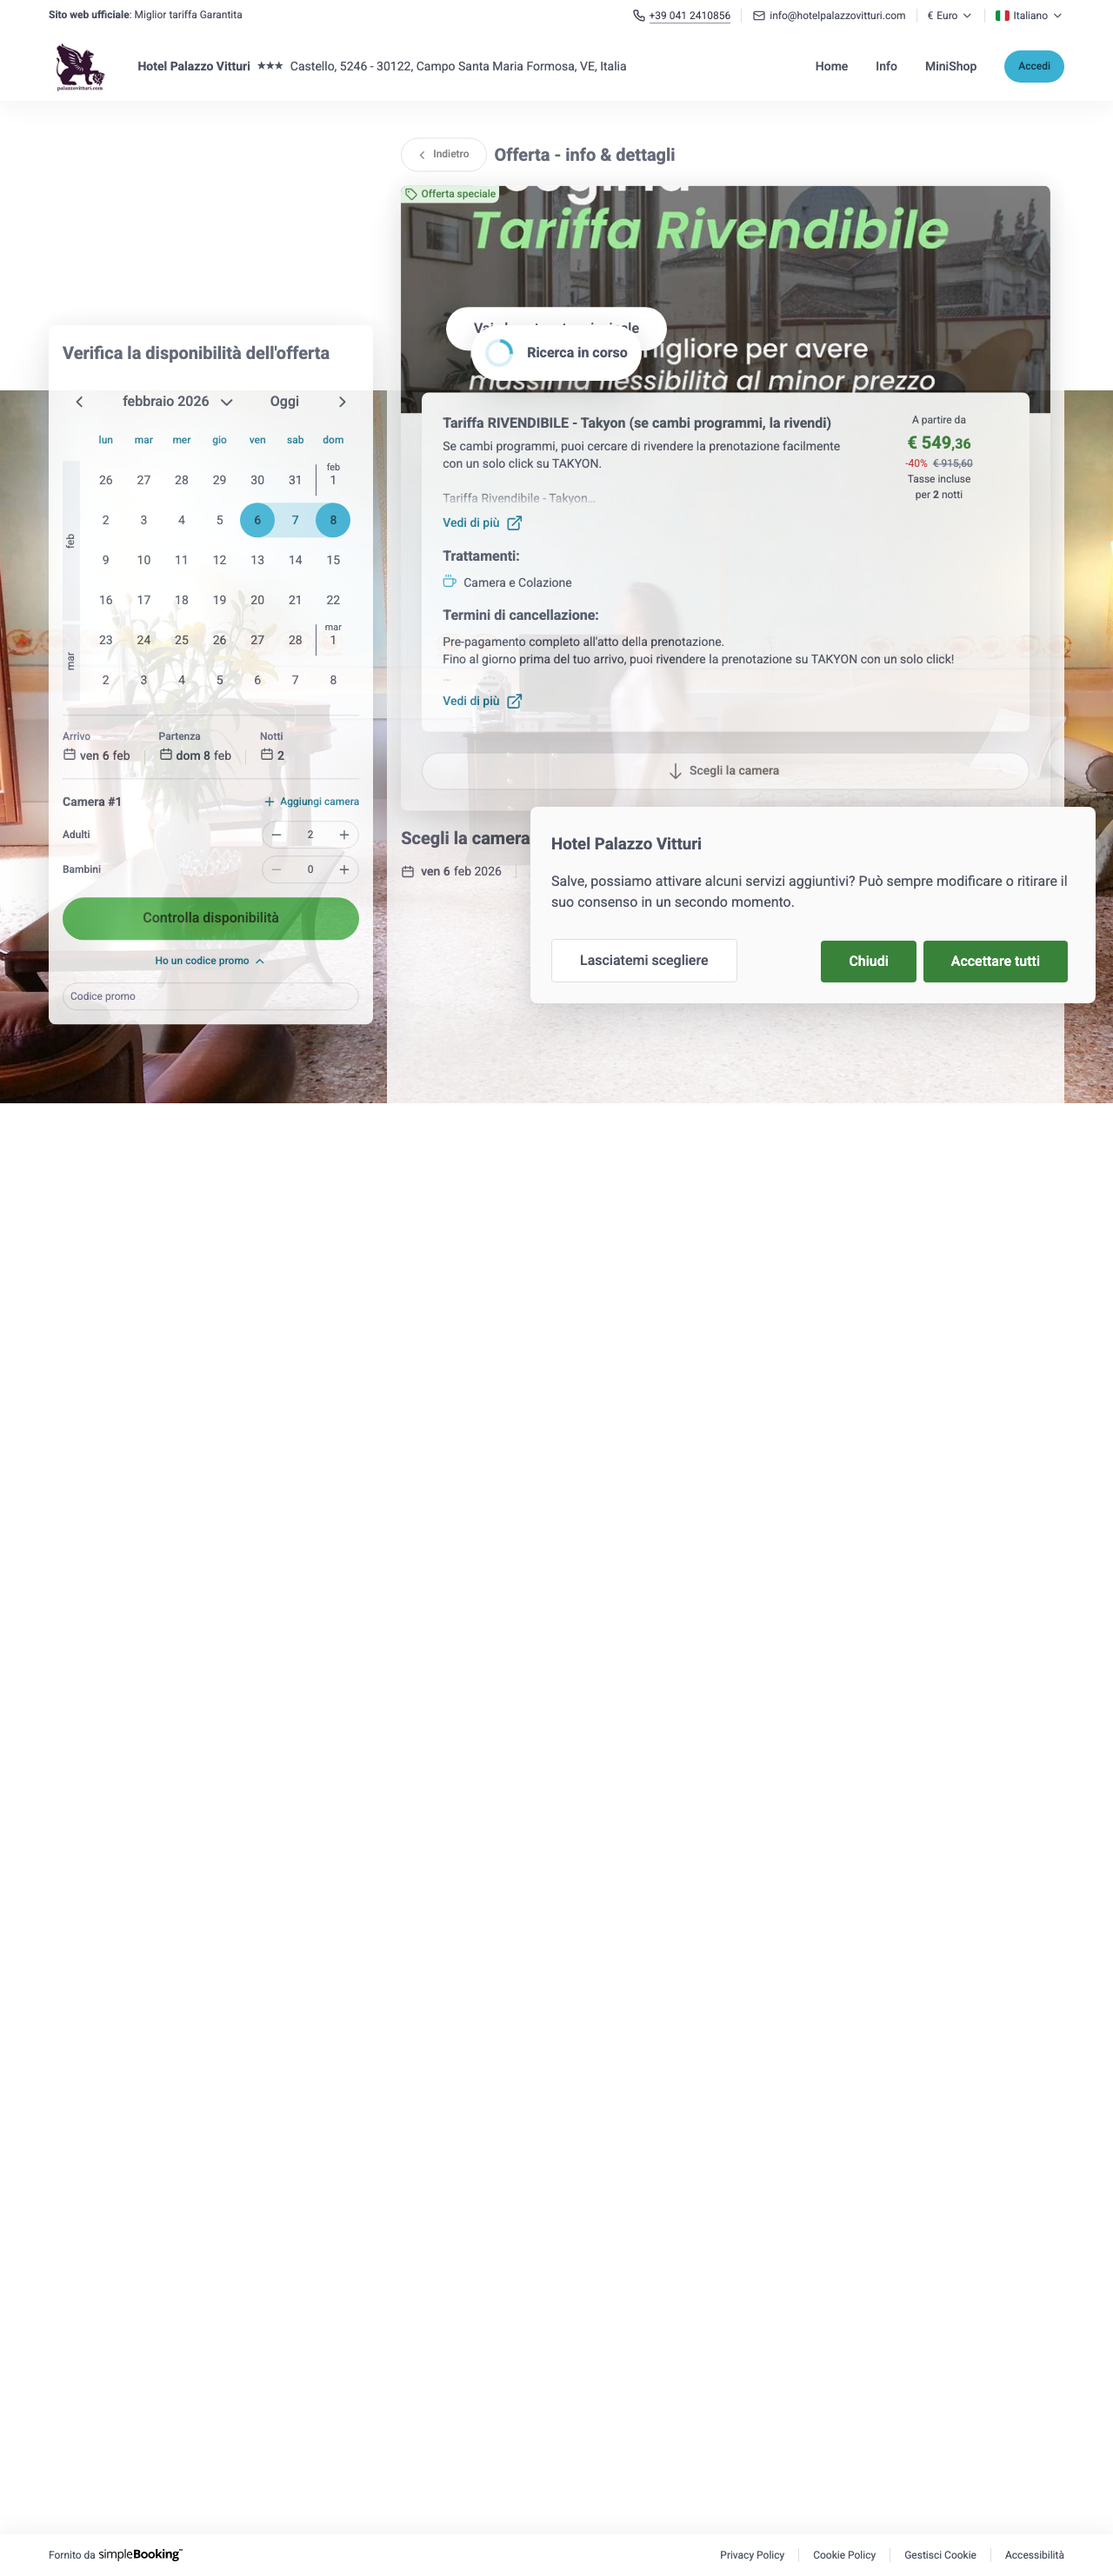 Sito web ufficiale: Miglior tariffa Garantita
+39 041 2410856
info@hotelpalazzovitturi.com
€ Euro
Italiano
palazzovitturi.com
Hotel Palazzo Vitturi ★★★ Castello, 5246 - 30122, Campo Santa Maria Formosa, VE, Italia
Home
Info
MiniShop
Accedi
Indietro
Offerta - info & dettagli
Offerta speciale
Tariffa Rivendibile
Ricerca in corso
migliore per avere
massima flessibilità al minor prezzo
Verifica la disponibilità dell'offerta
febbraio 2026
Oggi
lun mar mer gio ven sab dom
feb
26 27 28 29 30 31 1
2 3 4 5 6 7 8
feb
9 10 11 12 13 14 15
16 17 18 19 20 21 22
mar
23 24 25 26 27 28 1
mar
2 3 4 5 6 7 8
Arrivo
ven 6 feb
Partenza
dom 8 feb
Notti
2
Camera #1
Aggiungi camera
Adulti
2
Bambini
0
Controlla disponibilità
Ho un codice promo
Codice promo
Tariffa RIVENDIBILE - Takyon (se cambi programmi, la rivendi)
Se cambi programmi, puoi cercare di rivendere la prenotazione facilmente
con un solo click su TAKYON.
Tariffa Rivendibile - Takyon...
Vedi di più
A partire da
€ 549,36
-40% € 915,60
Tasse incluse
per 2 notti
Trattamenti:
Camera e Colazione
Termini di cancellazione:
Pre-pagamento completo all'atto della prenotazione.
Fino al giorno prima del tuo arrivo, puoi rivendere la prenotazione su TAKYON con un solo click!
Vedi di più
Scegli la camera
Scegli la camera
ven 6 feb 2026
Hotel Palazzo Vitturi
Salve, possiamo attivare alcuni servizi aggiuntivi? Può sempre modificare o ritirare il
suo consenso in un secondo momento.
Lasciatemi scegliere
Chiudi
Accettare tutti
Fornito da simpleBooking™
Privacy Policy
Cookie Policy
Gestisci Cookie
Accessibilità